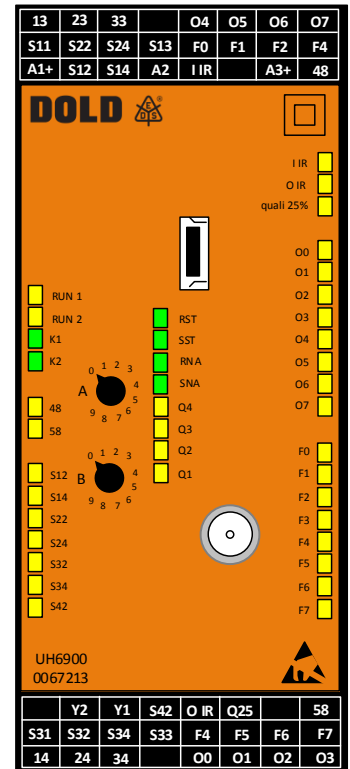 13 23 33 O4 O5 O6 O7
S11 S22 S24 S13 F0 F1 F2 F4
A1+ S12 S14 A2 I IR A3+ 48
DOLD E D S ®
I IR
O IR
quali 25%
O0
O1
RUN 1 O2
RUN 2 RST O3
K1 SST O4
K2 RNA O5
0 1 2 3 4 5 6 7 8 9
A SNA O6
48 Q4 O7
58 Q3
0 1 2 3 4 5 6 7 8 9
Q2 F0
S12 B Q1 F1
S14 F2
S22 F3
S24 F4
S32 F5
S34 F6
S42 F7
UH6900
0067213
Y2 Y1 S42 O IR Q25 58
S31 S32 S34 S33 F4 F5 F6 F7
14 24 34 O0 O1 O2 O3